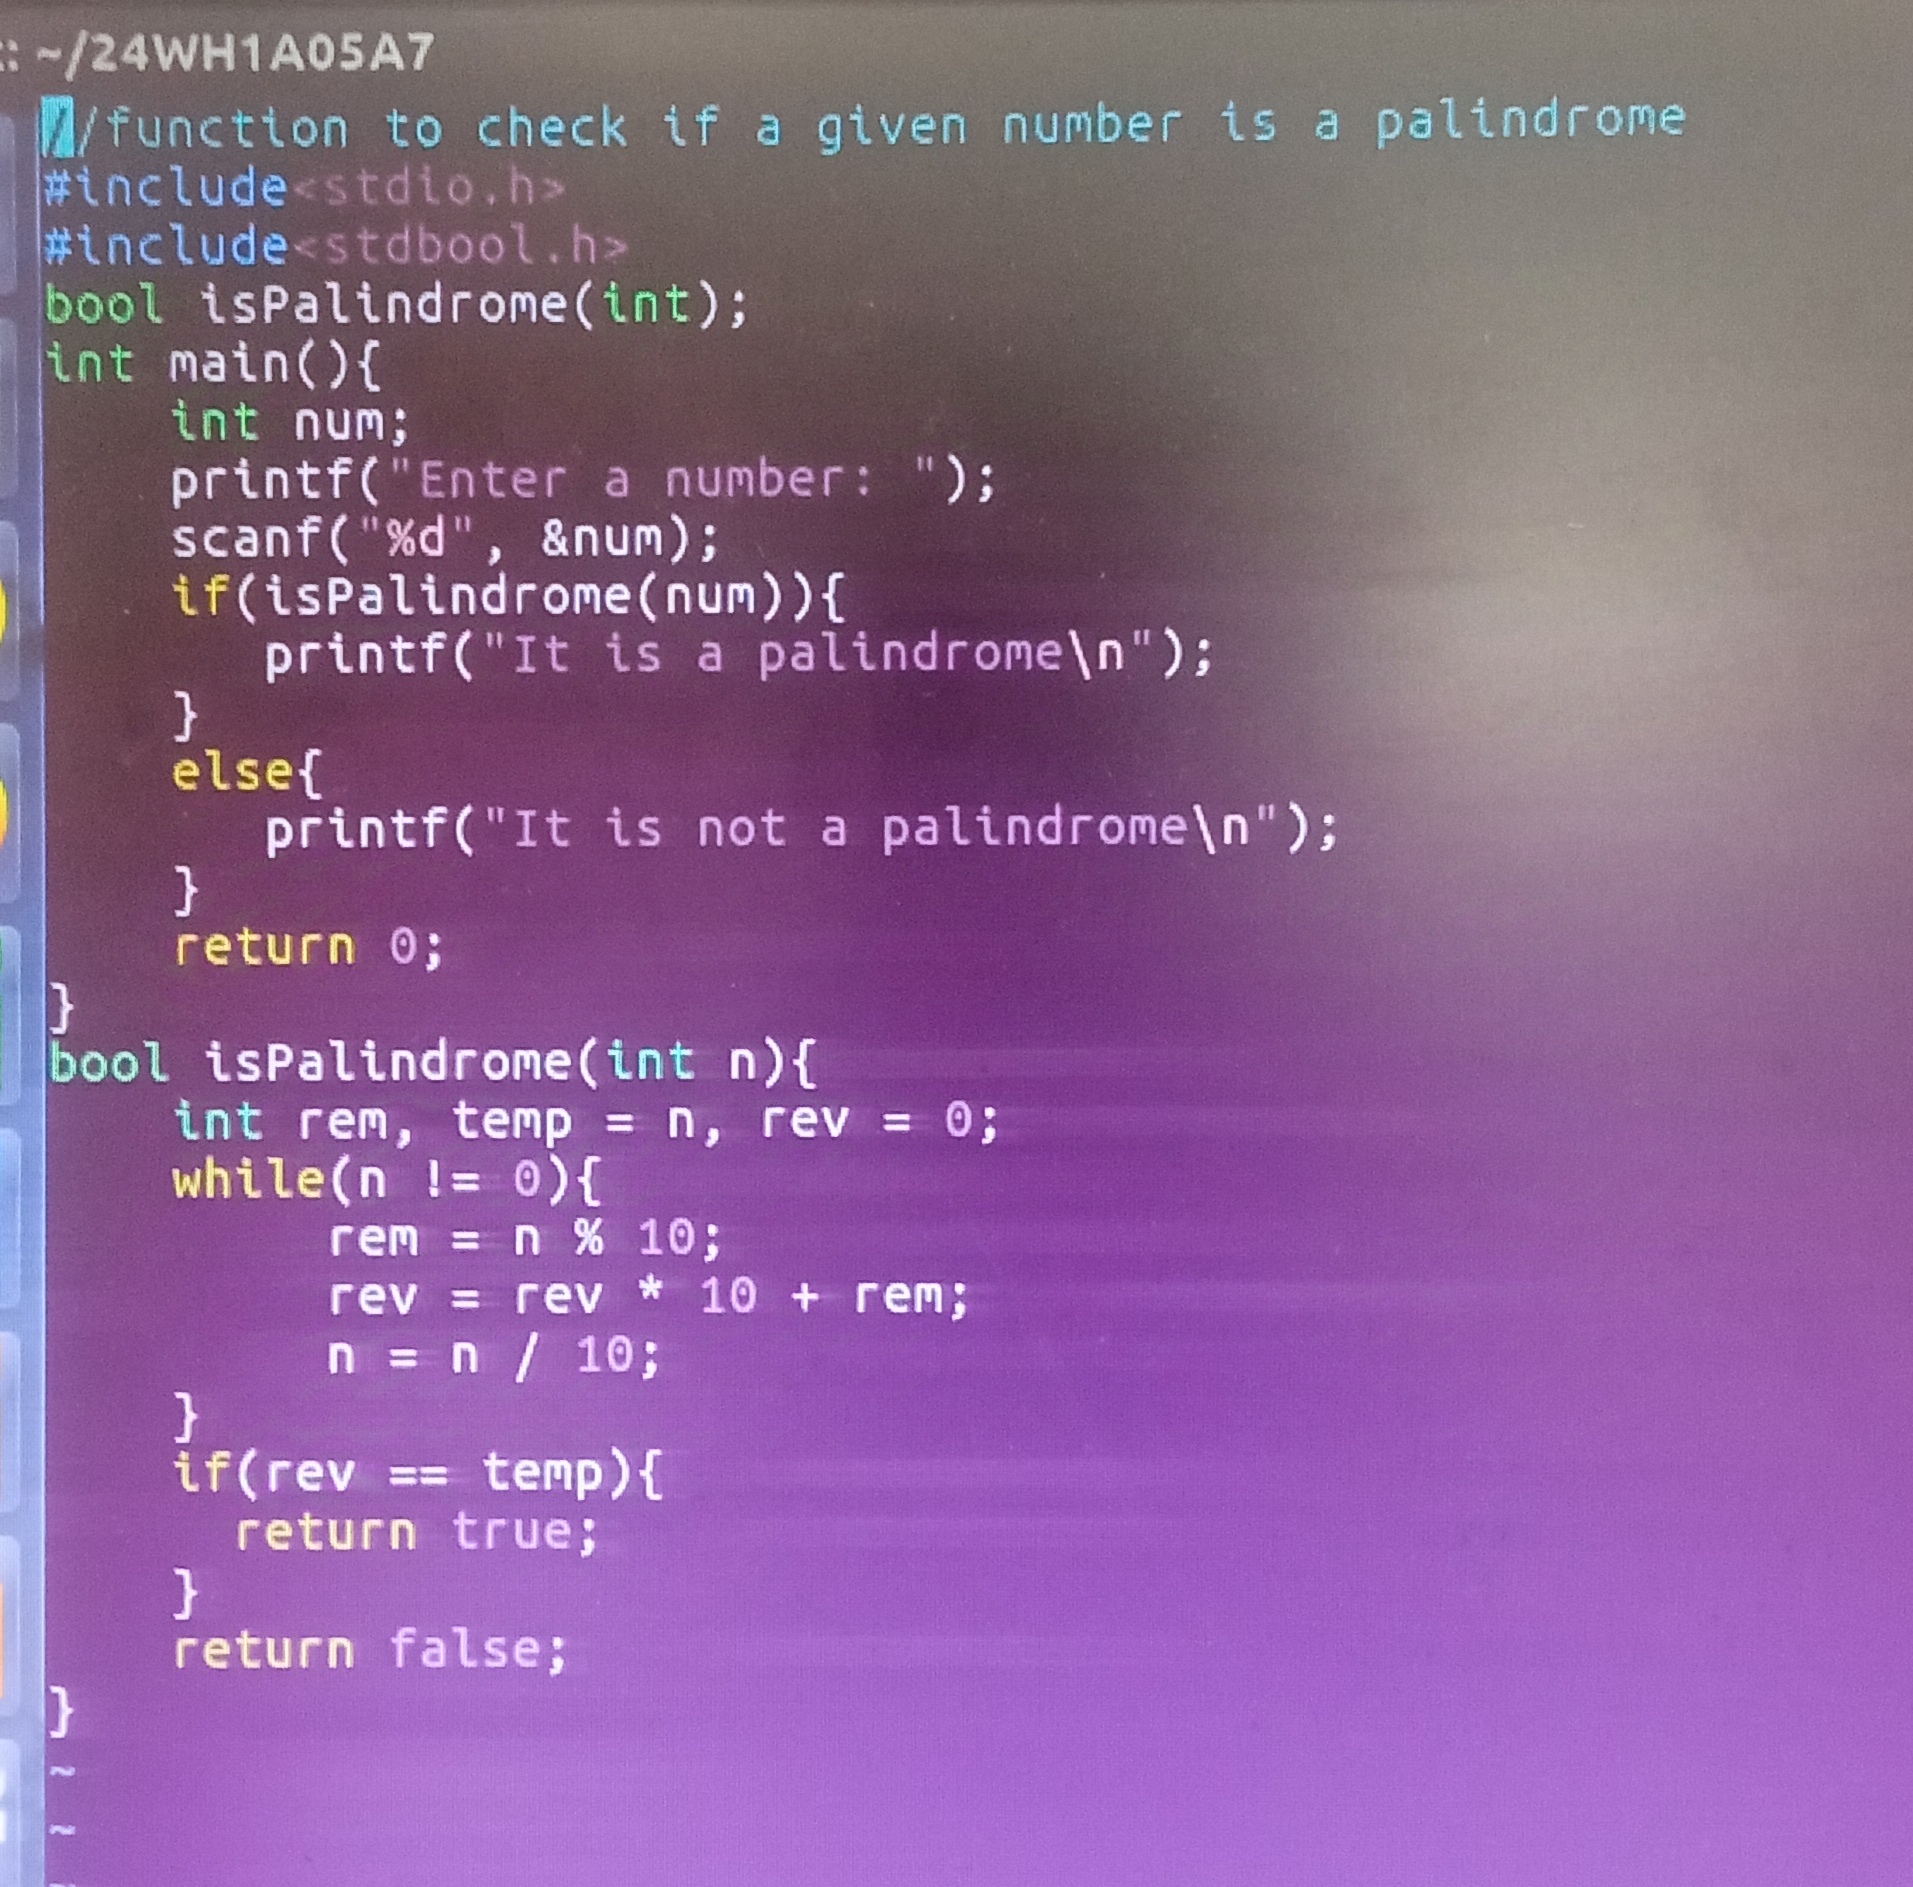 : ~/24WH1A05A7
//function to check if a given number is a palindrome
#include<stdio.h>
#include<stdbool.h>
bool isPalindrome(int);
int main(){
    int num;
    printf("Enter a number: ");
    scanf("%d", &num);
    if(isPalindrome(num)){
       printf("It is a palindrome\n");
    }
    else{
       printf("It is not a palindrome\n");
    }
    return 0;
}
bool isPalindrome(int n){
    int rem, temp = n, rev = 0;
    while(n != 0){
         rem = n % 10;
         rev = rev * 10 + rem;
         n = n / 10;
    }
    if(rev == temp){
      return true;
    }
    return false;
}
~
~
~